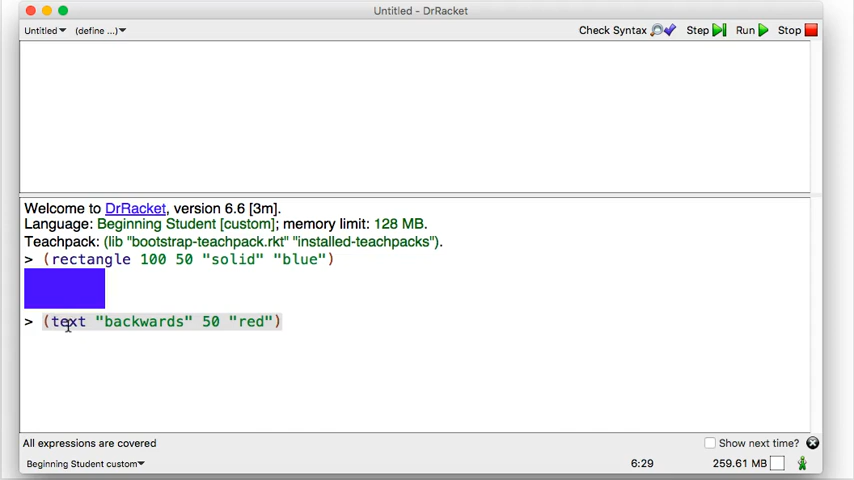 Untitled - DrRacket
Untitled (define ...) Check Syntax Step Run Stop
Welcome to DrRacket, version 6.6 [3m].
Language: Beginning Student [custom]; memory limit: 128 MB.
Teachpack: (lib "bootstrap-teachpack.rkt" "installed-teachpacks").
> (rectangle 100 50 "solid" "blue")
> (text "backwards" 50 "red")
All expressions are covered Show next time?
Beginning Student custom 6:29 259.61 MB